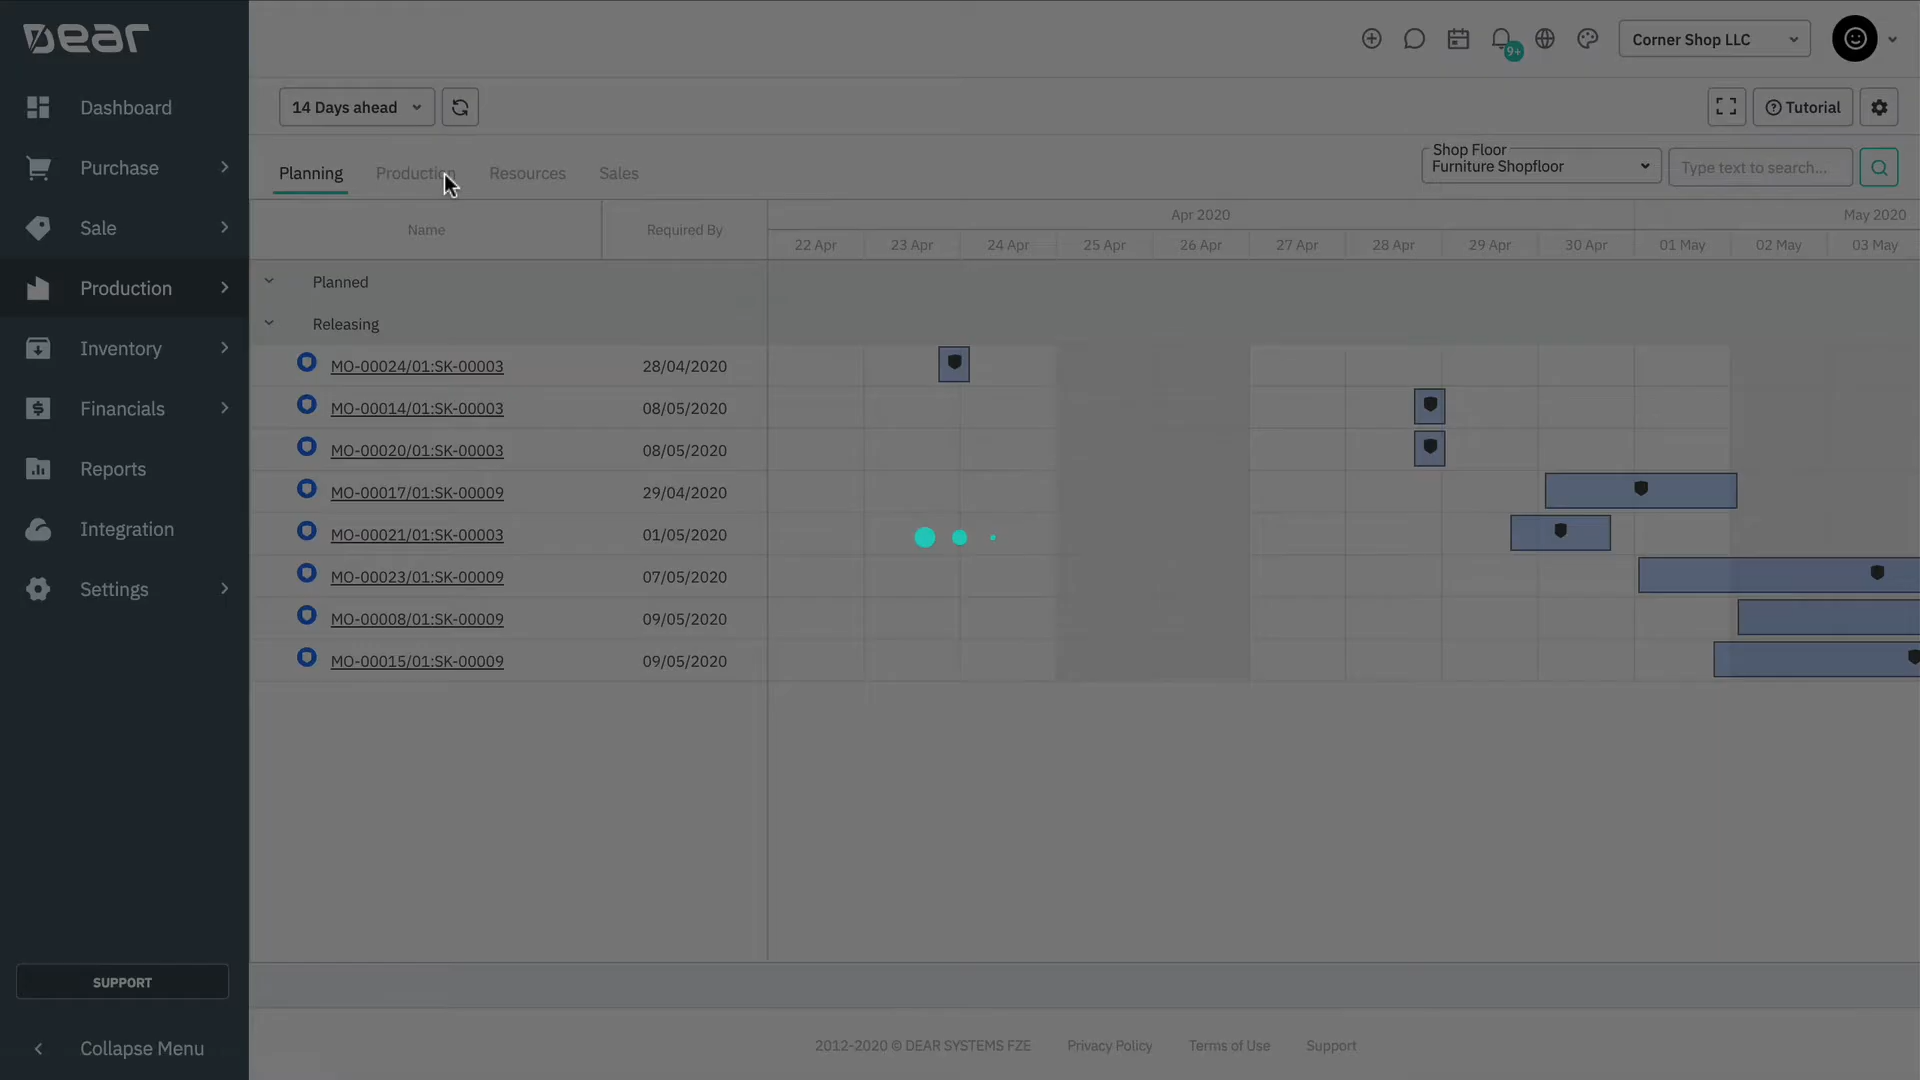 DEAR
Dashboard
Purchase
Sale
Production
Inventory
Financials
Reports
Integration
Settings
SUPPORT
Collapse Menu
9+
Corner Shop LLC
14 Days ahead
Tutorial
Planning Production Resources Sales
Shop Floor
Furniture Shopfloor
Type text to search...
Name Required By
Apr 2020 May 2020
22 Apr 23 Apr 24 Apr 25 Apr 26 Apr 27 Apr 28 Apr 29 Apr 30 Apr 01 May 02 May 03 May
Planned
Releasing
MO-00024/01:SK-00003 28/04/2020
MO-00014/01:SK-00003 08/05/2020
MO-00020/01:SK-00003 08/05/2020
MO-00017/01:SK-00009 29/04/2020
MO-00021/01:SK-00003 01/05/2020
MO-00023/01:SK-00009 07/05/2020
MO-00008/01:SK-00009 09/05/2020
MO-00015/01:SK-00009 09/05/2020
2012-2020 © DEAR SYSTEMS FZE Privacy Policy Terms of Use Support